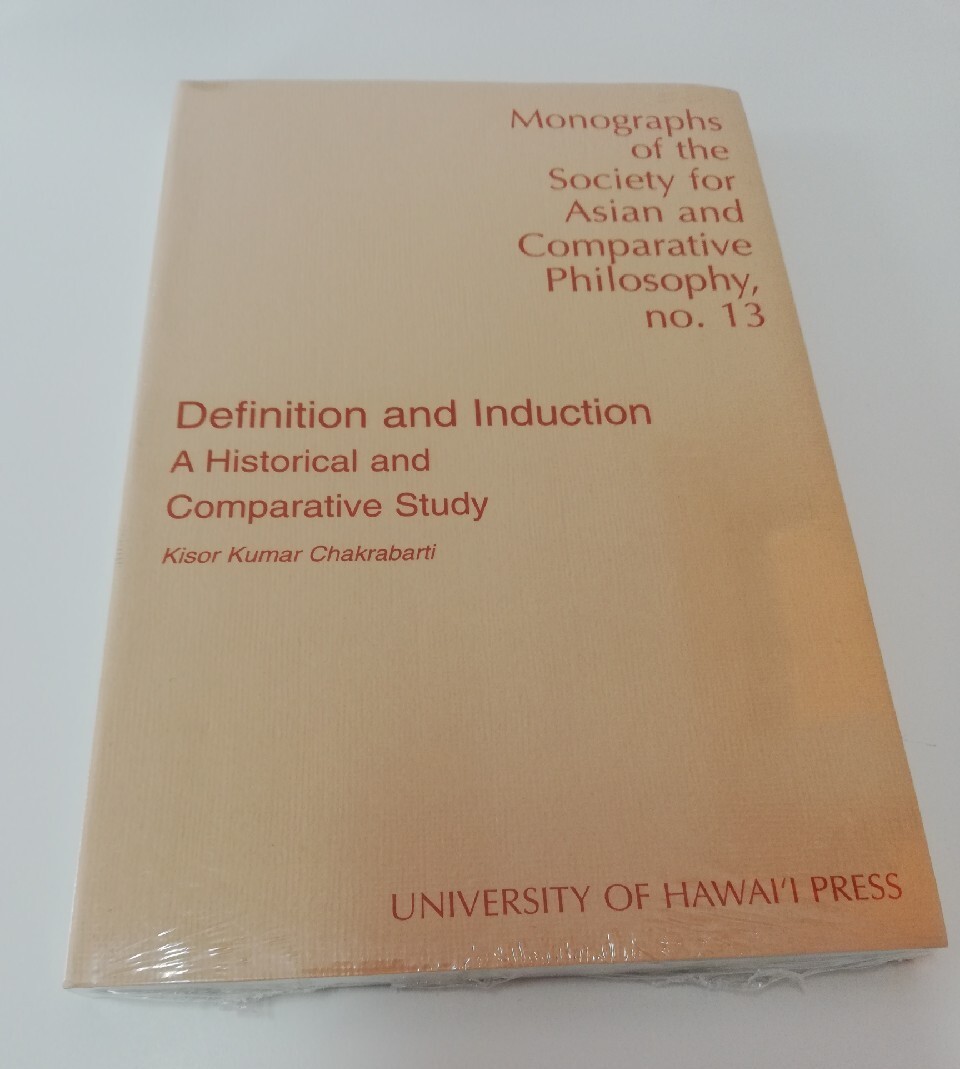 Monographs
of the
Society for
Asian and
Comparative
Philosophy,
no. 13
Definition and Induction
A Historical and
Comparative Study
Kisor Kumar Chakrabarti
UNIVERSITY OF HAWAI'I PRESS